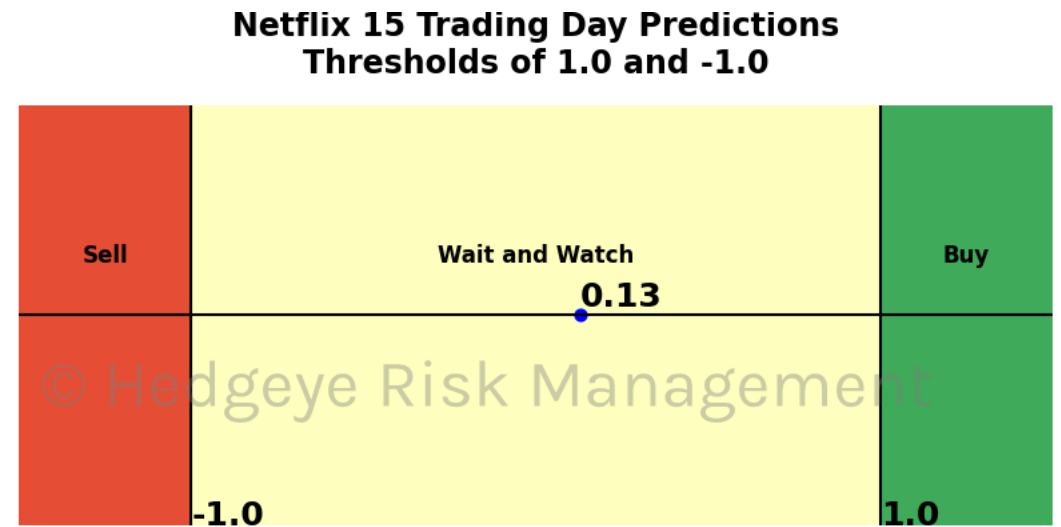 Netflix 15 Trading Day Predictions
Thresholds of 1.0 and -1.0
Sell
Wait and Watch
Buy
0.13
© Hedgeye Risk Management
-1.0
1.0